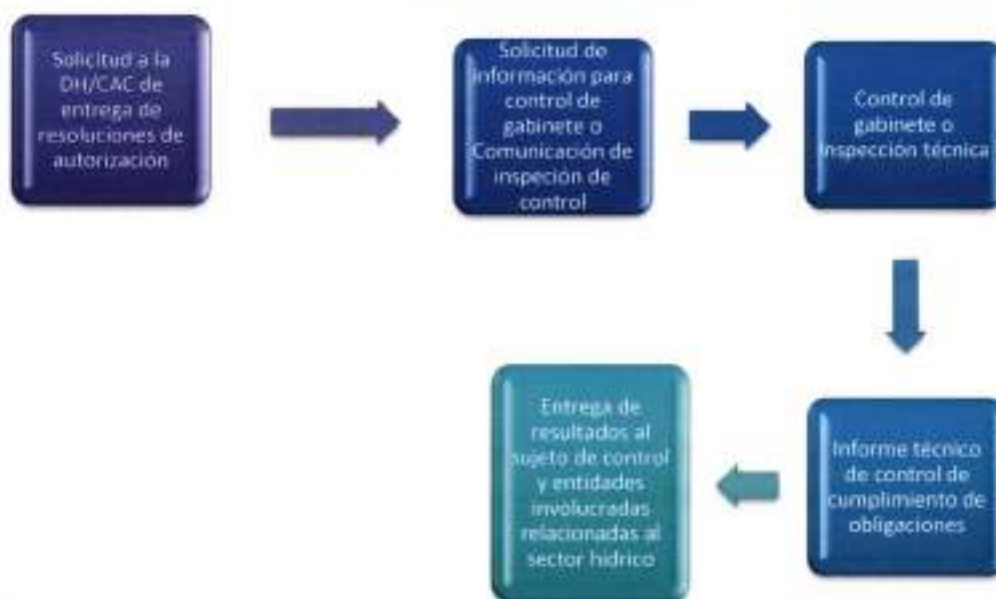 Solicitud a la
DH/CAC de
entrega de
resoluciones de
autorización
Solicitud de
información para
control de
gabinete o
Comunicación de
inspeción de
control
Control de
gabinete o
Inspección técnica
Informe técnico
de control de
cumplimiento de
obligaciones
Entrega de
resultados al
sujeto de control
y entidades
involucradas
relacionadas al
sector hídrico